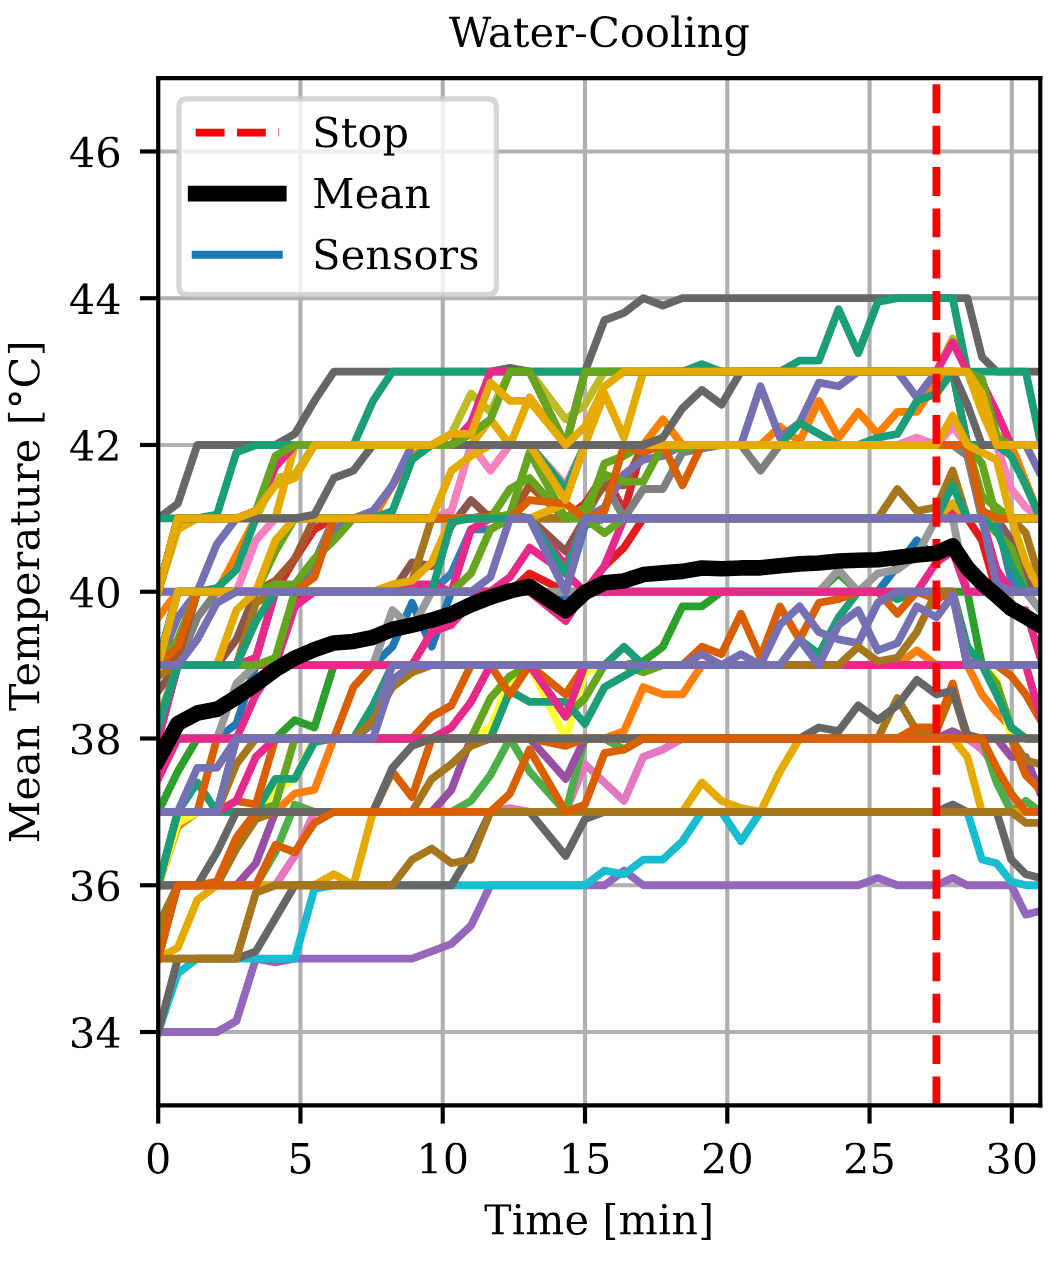 Water-Cooling
Stop
Mean
Sensors
Mean Temperature [°C]
46
44
42
40
38
36
34
0 5 10 15 20 25 30
Time [min]